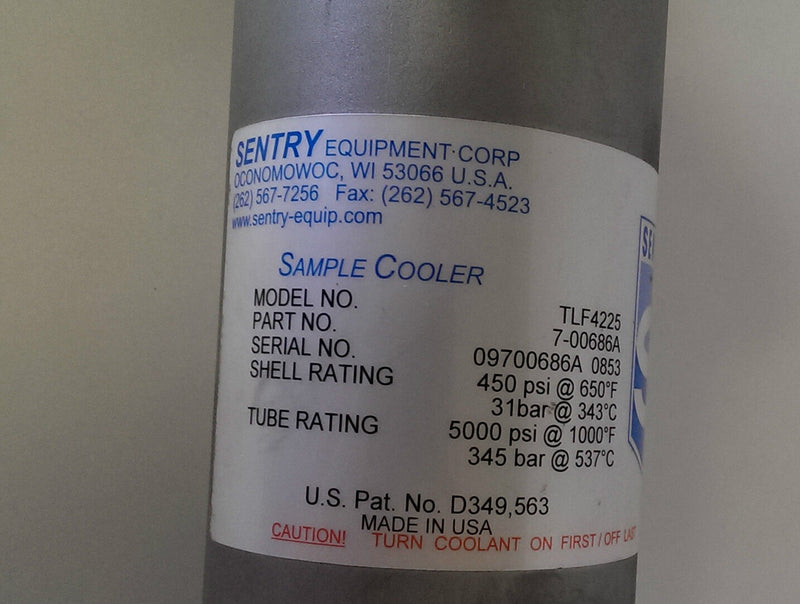 SENTRY EQUIPMENT CORP
OCONOMOWOC, WI 53066 U.S.A.
(262) 567-7256 Fax: (262) 567-4523
www.sentry-equip.com
SAMPLE COOLER
MODEL NO. TLF4225
PART NO. 7-00686A
SERIAL NO. 09700686A 0853
SHELL RATING 450 psi @ 650°F
31bar @ 343°C
TUBE RATING 5000 psi @ 1000°F
345 bar @ 537°C
U.S. Pat. No. D349,563
MADE IN USA
CAUTION! TURN COOLANT ON FIRST / OFF LAST
SE